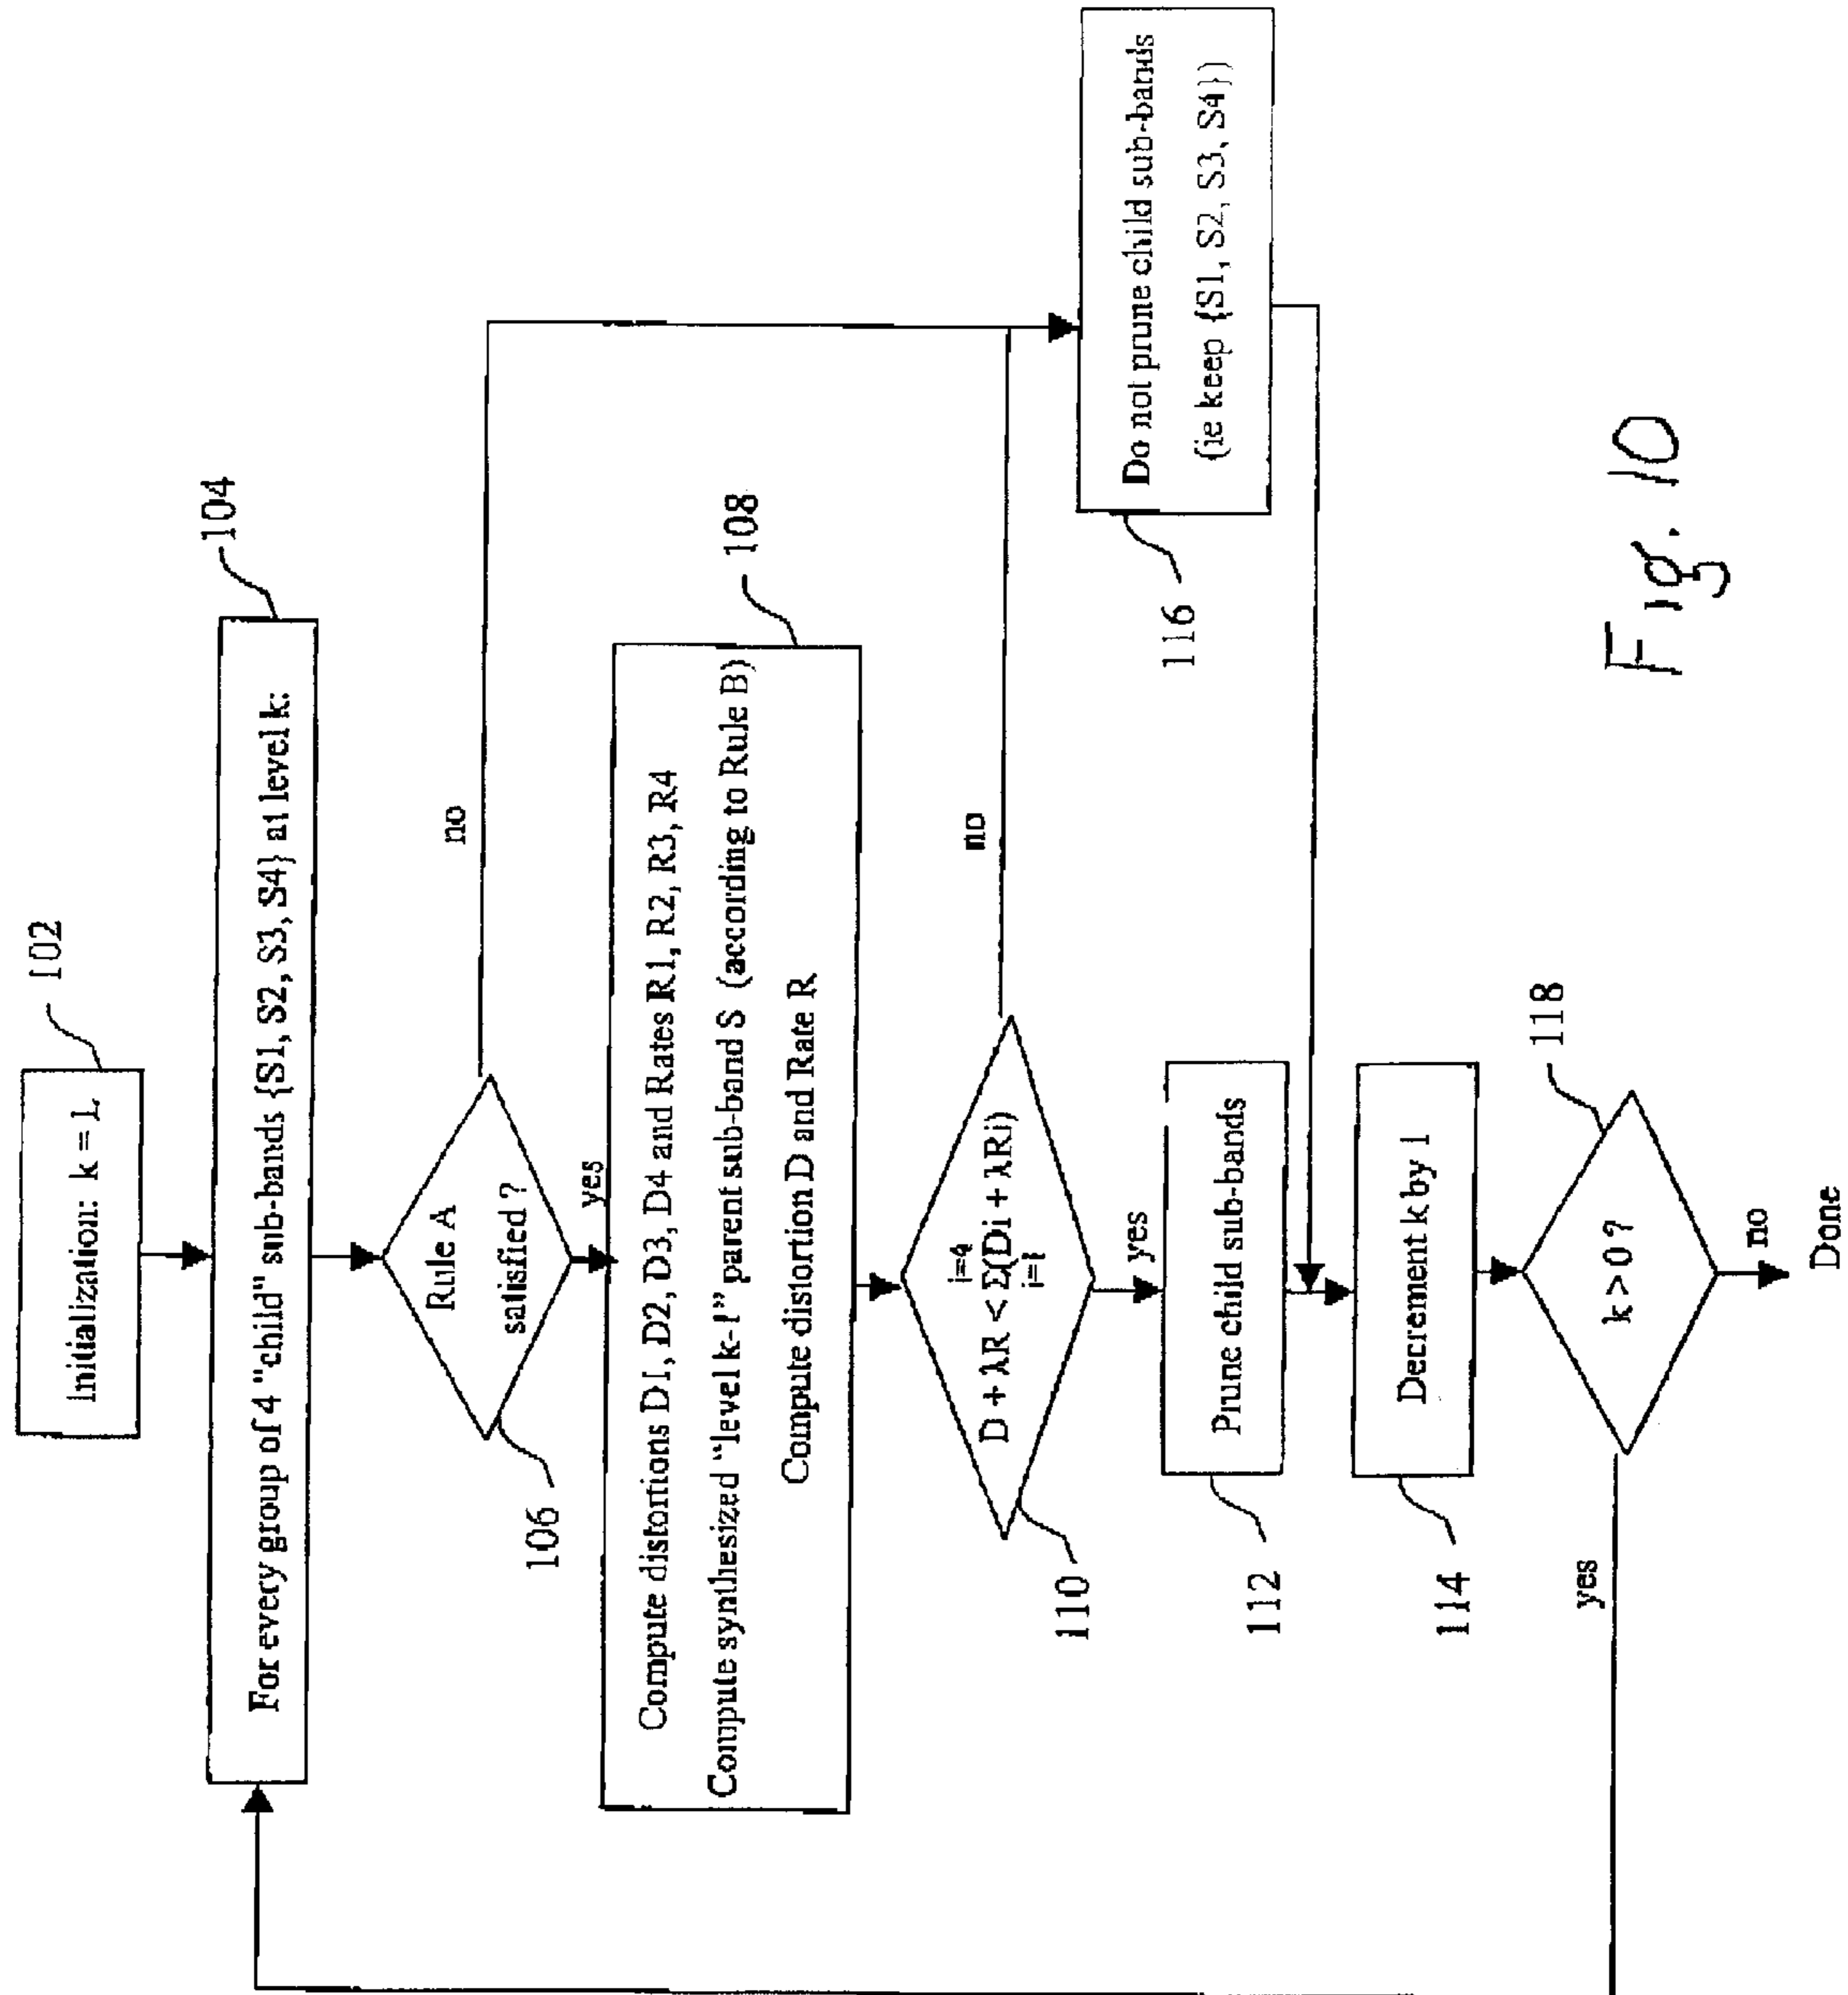 102
Initialization: k = L
104
For every group of 4 "child" sub-bands {S1, S2, S3, S4} at level k:
Rule A
satisfied ?
106
no
yes
108
Compute distortions D1, D2, D3, D4 and Rates R1, R2, R3, R4
Compute synthesized "level k-1" parent sub-band S (according to Rule B)
Compute distortion D and Rate R
i=4
D + λR < Σ(Di + λRi)
i=1
110
no
yes
116
Do not prune child sub-bands
(ie keep {S1, S2, S3, S4})
112
Prune child sub-bands
114
Decrement k by 1
118
k > 0 ?
yes
no
Done
Fig. 10